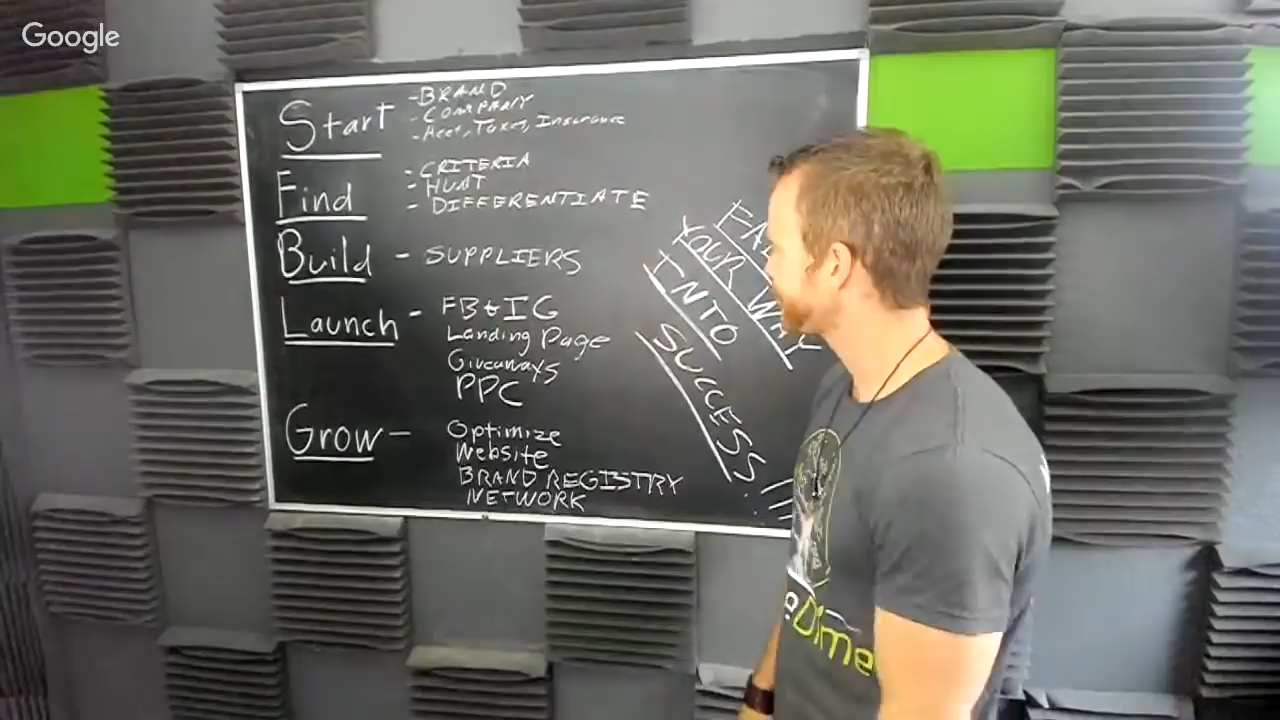 Google
Start
-BRAND
-COMPANY
-Acct, Taxes, Insurance
Find
-CRITERIA
-HUNT
- DIFFERENTIATE
Build - SUPPLIERS
Launch - FB & IG
Landing Page
Giveaways
PPC
Grow - Optimize
Website
BRAND REGISTRY
NETWORK
YOUR WAY
INTO
SUCCESS!!!